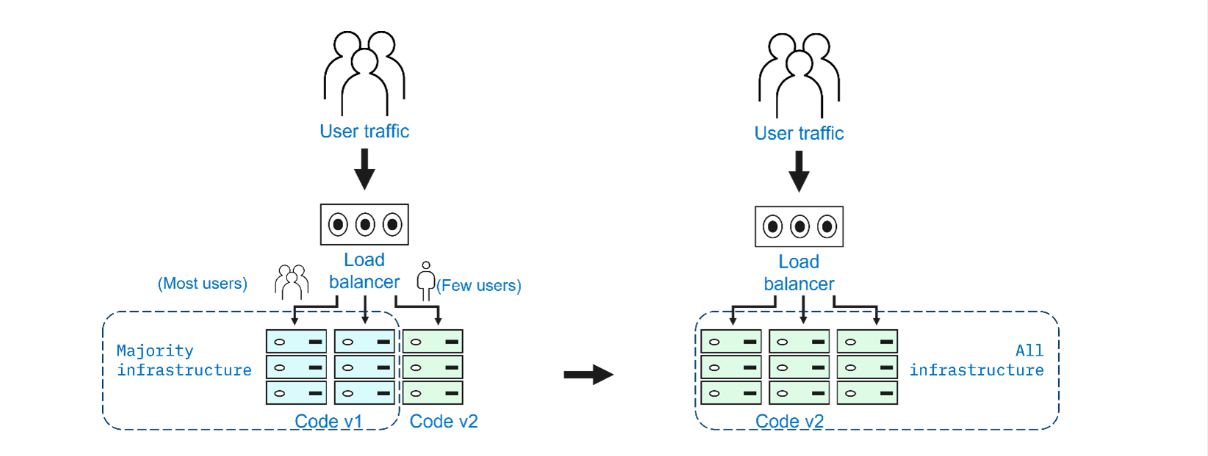 User traffic
Load
balancer
(Most users)
(Few users)
Majority
infrastructure
Code v1
Code v2
User traffic
Load
balancer
All
infrastructure
Code v2